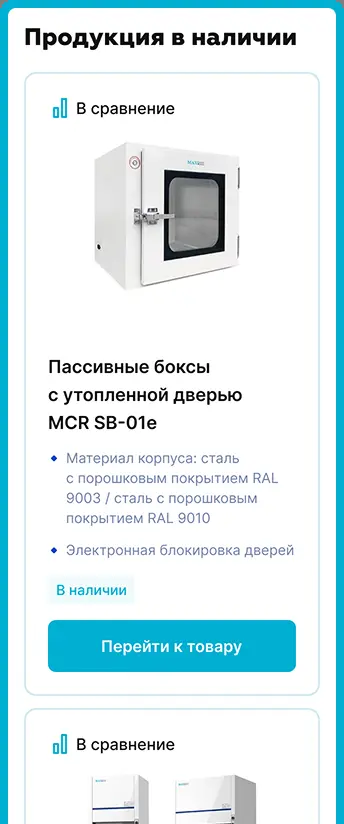 Продукция в наличии
В сравнение
Пассивные боксы
с утопленной дверью
MCR SB-01e
Материал корпуса: сталь
с порошковым покрытием RAL
9003 / сталь с порошковым
покрытием RAL 9010
Электронная блокировка дверей
В наличии
Перейти к товару
В сравнение